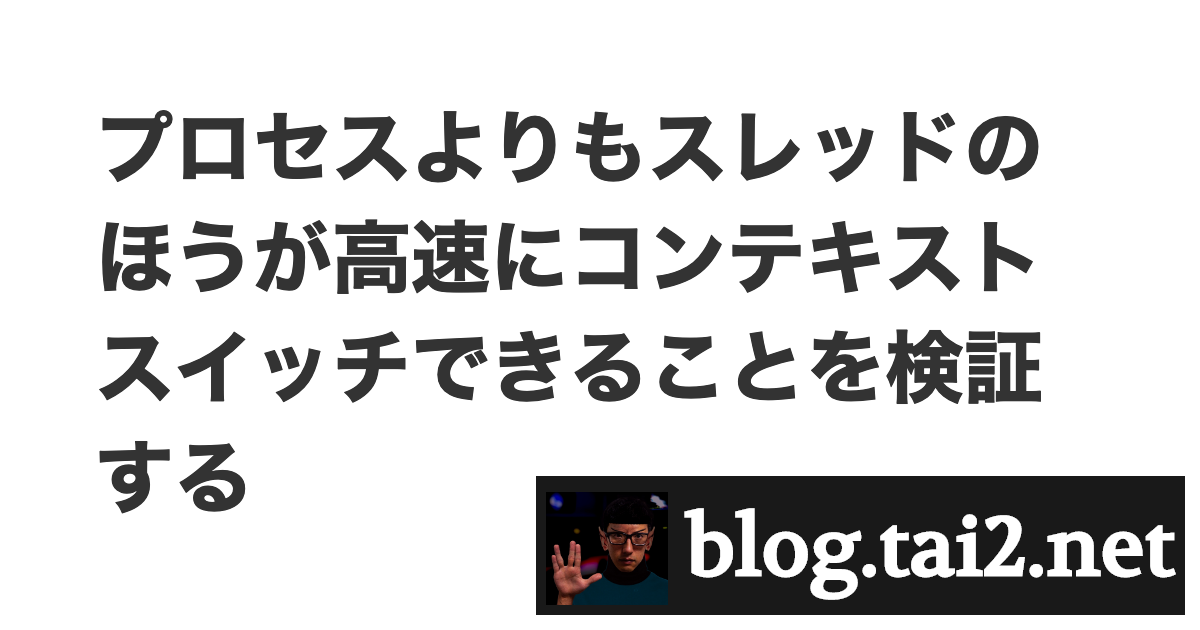 プロセスよりもスレッドの
ほうが高速にコンテキスト
スイッチできることを検証
する
blog.tai2.net